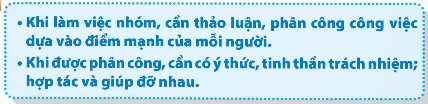 • Khi làm việc nhóm, cần thảo luận, phân công công việc
dựa vào điểm mạnh của mỗi người.
• Khi được phân công, cần có ý thức, tinh thần trách nhiệm;
hợp tác và giúp đỡ nhau.